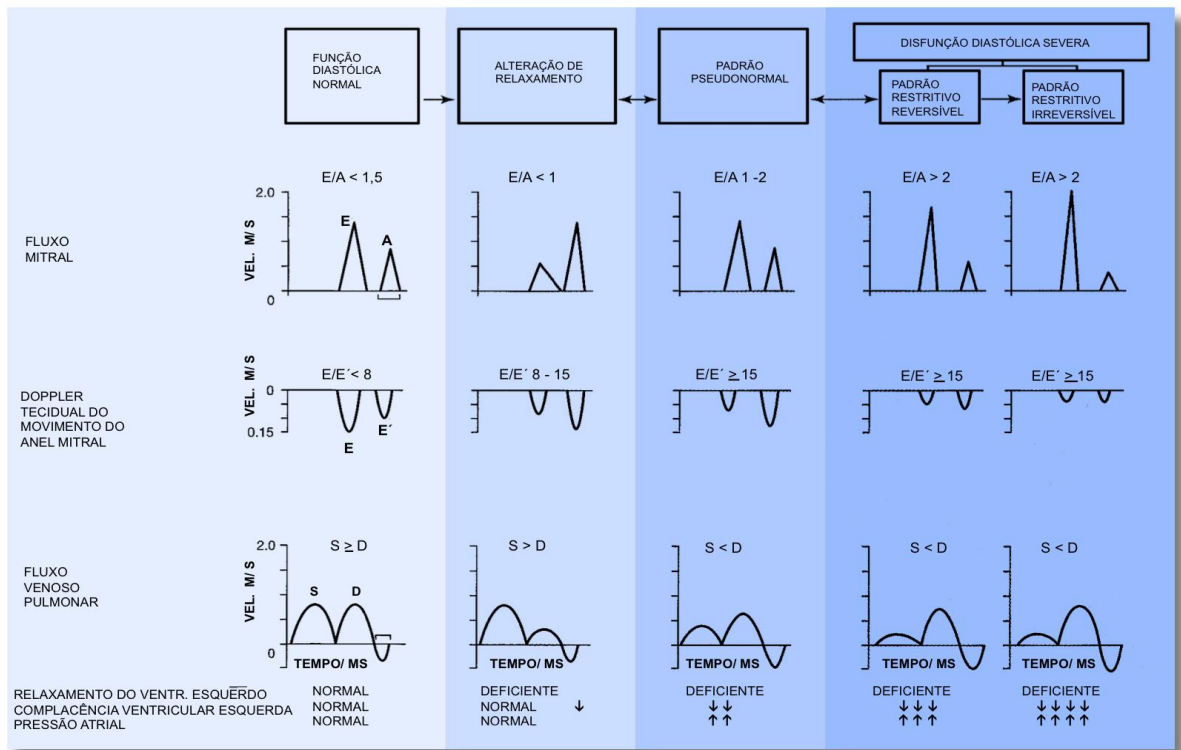 FUNÇÃO
DIASTÓLICA
NORMAL
ALTERAÇÃO DE
RELAXAMENTO
PADRÃO
PSEUDONORMAL
DISFUNÇÃO DIASTÓLICA SEVERA
PADRÃO
RESTRITIVO
REVERSÍVEL
PADRÃO
RESTRITIVO
IRREVERSÍVEL
FLUXO
MITRAL
VEL. M/S
2.0
0
E/A < 1,5
E
A
E/A < 1
E/A 1 -2
E/A > 2
E/A > 2
DOPPLER
TECIDUAL DO
MOVIMENTO DO
ANEL MITRAL
VEL. M/S
0
0.15
E/E´< 8
E
E´
E/E´ 8 - 15
E/E´ ≥ 15
E/E´ ≥ 15
E/E´ ≥ 15
FLUXO
VENOSO
PULMONAR
VEL. M/S
2.0
0
S ≥ D
S
D
TEMPO/ MS
S > D
TEMPO/ MS
S < D
TEMPO/ MS
S < D
TEMPO/ MS
S < D
TEMPO/ MS
RELAXAMENTO DO VENTR. ESQUERDO NORMAL DEFICIENTE DEFICIENTE DEFICIENTE DEFICIENTE
COMPLACÊNCIA VENTRICULAR ESQUERDA NORMAL NORMAL ↓ ↓↓ ↓↓↓ ↓↓↓↓
PRESSÃO ATRIAL NORMAL NORMAL ↑↑ ↑↑↑ ↑↑↑↑